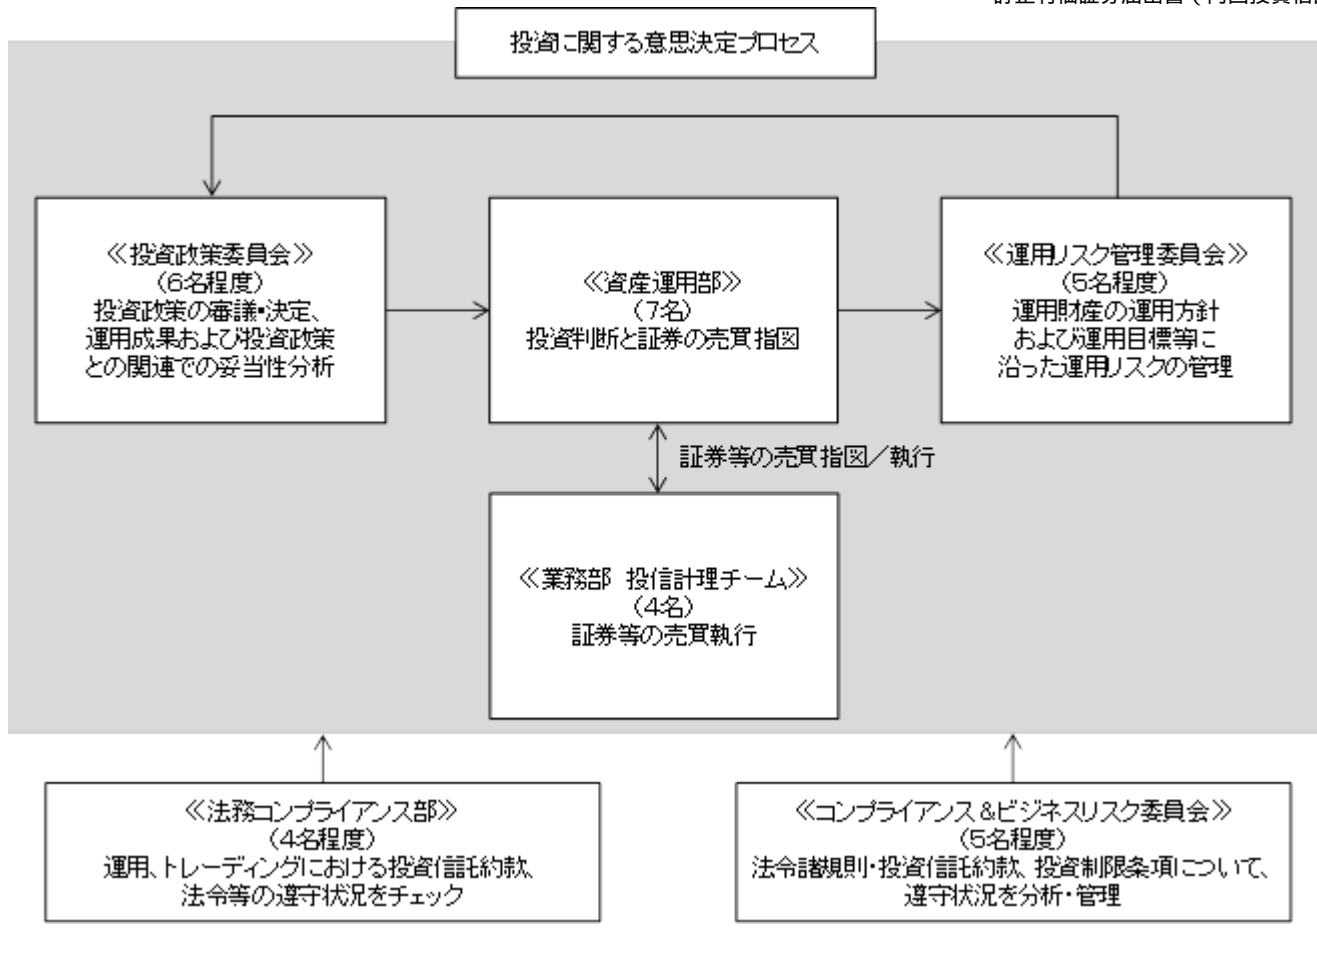 投資に関する意思決定プロセス
≪投資政策委員会≫
(6名程度)
投資政策の審議・決定、
運用成果および投資政策
との関連での妥当性分析
≪資産運用部≫
(7名)
投資判断と証券の売買指図
≪運用リスク管理委員会≫
(5名程度)
運用財産の運用方針
および運用目標等に
沿った運用リスクの管理
証券等の売買指図/執行
≪業務部 投信計理チーム≫
(4名)
証券等の売買執行
≪法務コンプライアンス部≫
(4名程度)
運用、トレーディングにおける投資信託約款、
法令等の遵守状況をチェック
≪コンプライアンス&ビジネスリスク委員会≫
(5名程度)
法令諸規則・投資信託約款、投資制限条項について、
遵守状況を分析・管理